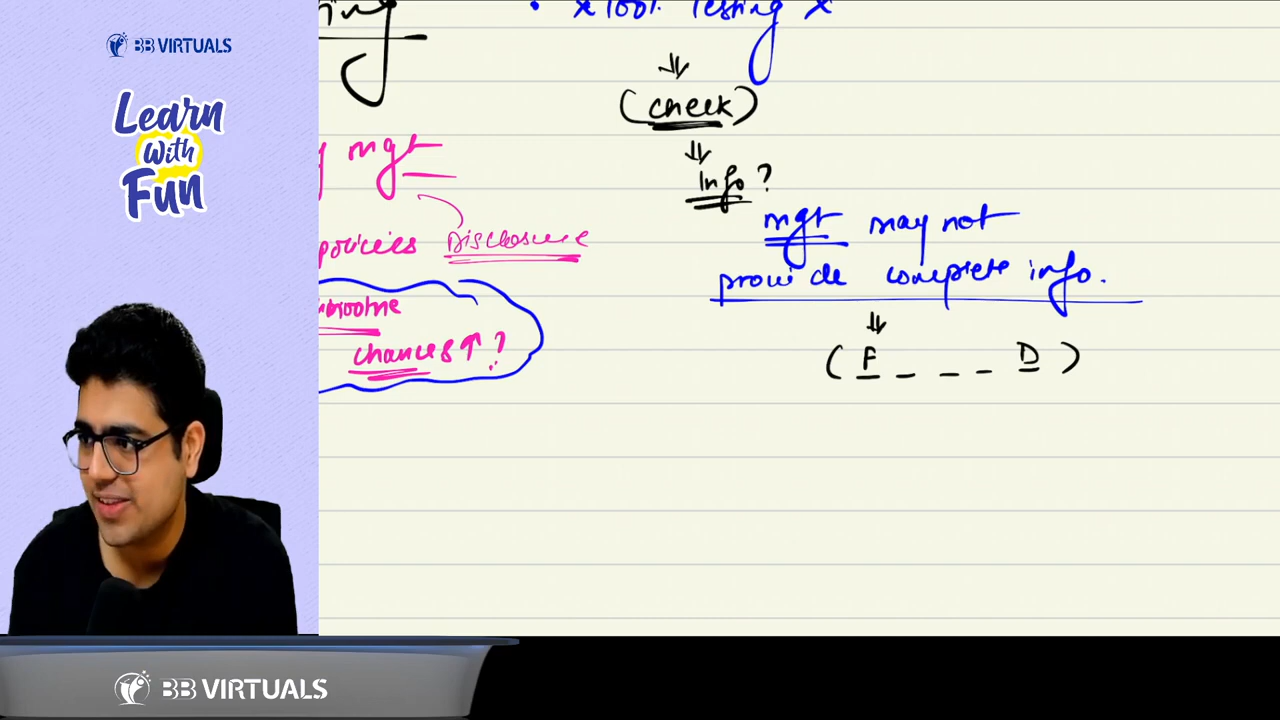 BB VIRTUALS
Learn
With
Fun
ing
• x 100% Testing x
(check)
Info?
mgt may not
provide complete info.
( F _ _ _ D )
mgt
policies Disclosure
chances↑?
BB VIRTUALS